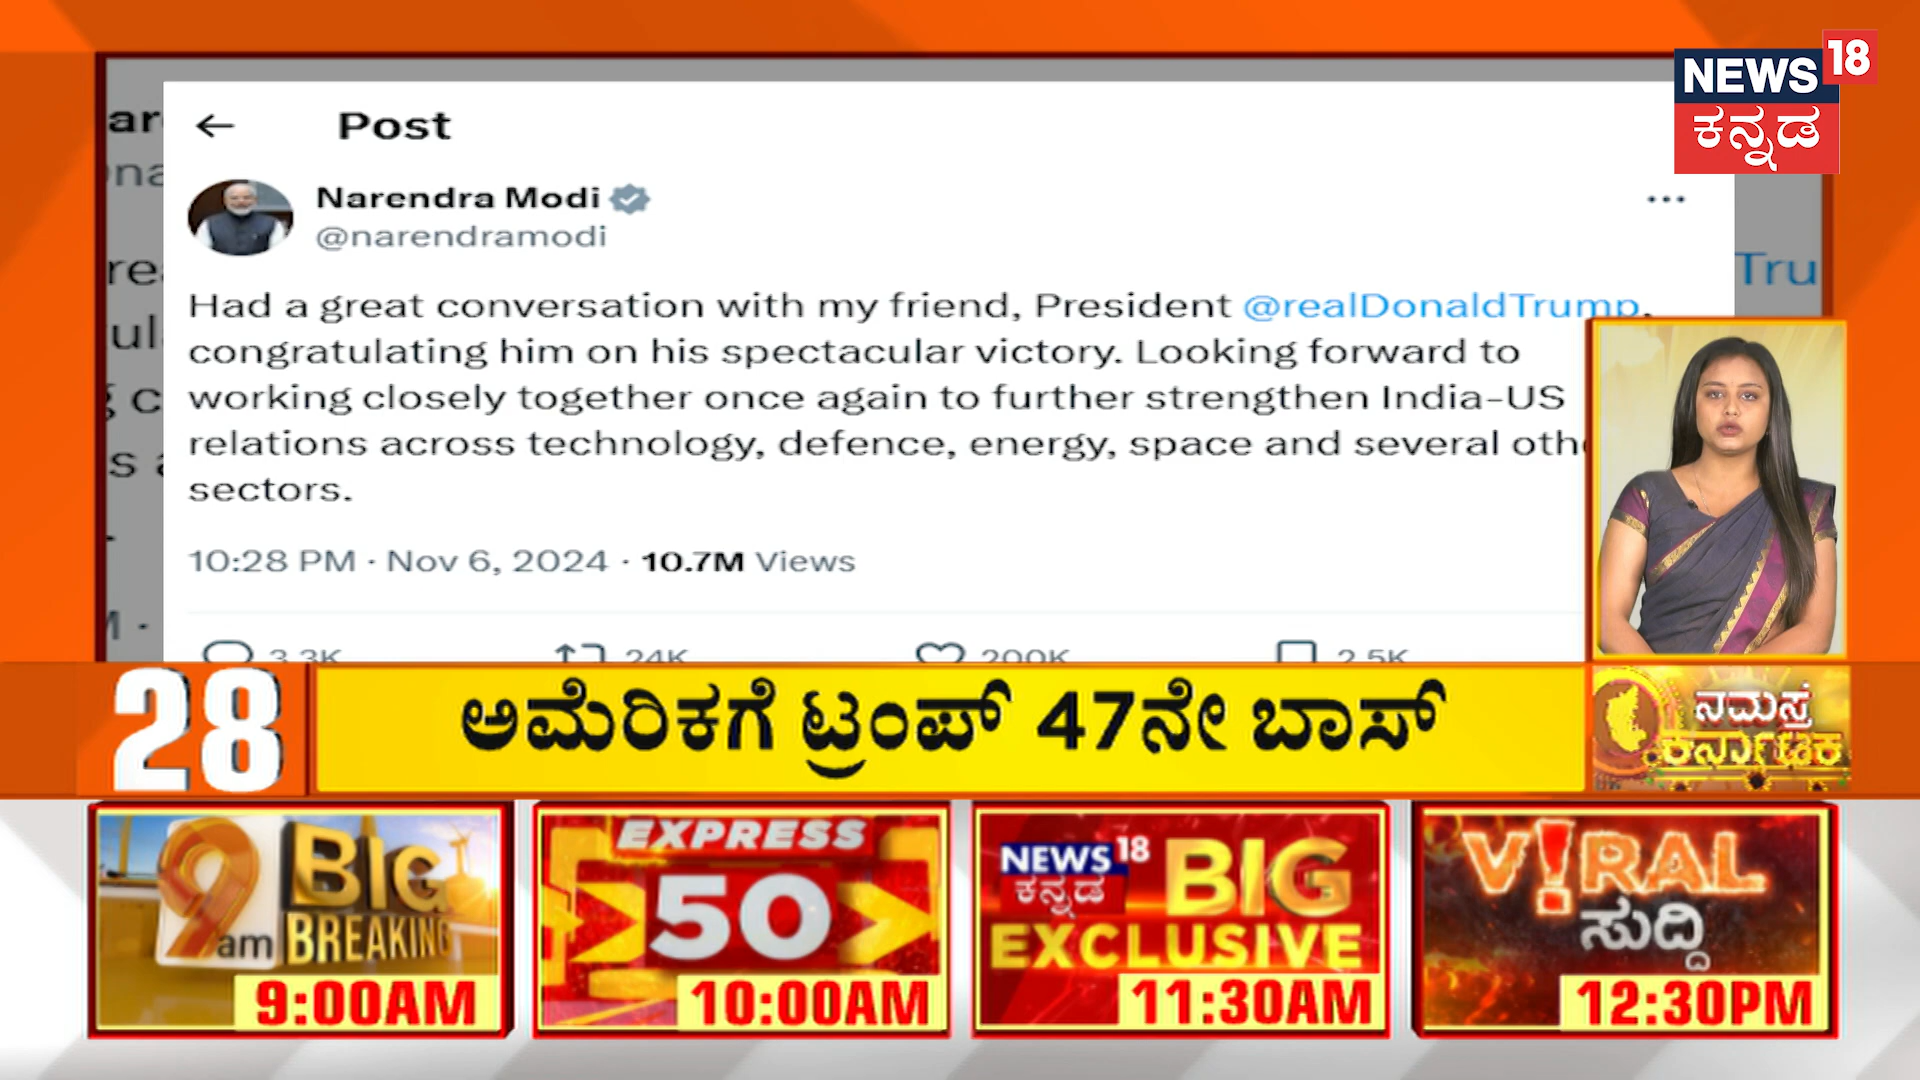 NEWS 18
ಕನ್ನಡ
Post
Narendra Modi
@narendramodi
Had a great conversation with my friend, President @realDonaldTrump,
congratulating him on his spectacular victory. Looking forward to
working closely together once again to further strengthen India-US
relations across technology, defence, energy, space and several
sectors.
10:28 PM · Nov 6, 2024 · 10.7M Views
3.3K 24K 200K 2.5K
28
ಅಮೆರಿಕಗೆ ಟ್ರಂಪ್ 47ನೇ ಬಾಸ್
ನಮಸ್ತೆ
ಕರ್ನಾಟಕ
9am BIG BREAKING
9:00AM
EXPRESS
50
10:00AM
NEWS18 ಕನ್ನಡ BIG
EXCLUSIVE
11:30AM
V!RAL
ಸುದ್ದಿ
12:30PM